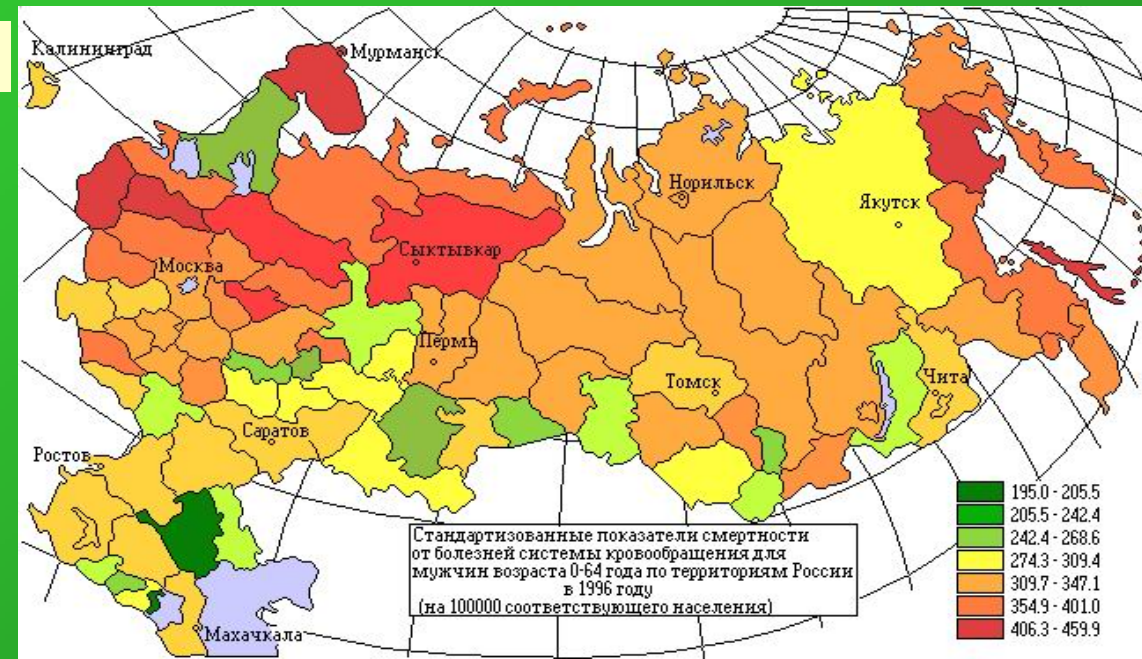 Калининград
Мурманск
Норильск
Якутск
Сыктывкар
Москва
Пермь
Томск
Чита
Саратов
Ростов
Махачкала
Стандартизованные показатели смертности
от болезней системы кровообращения для
мужчин возраста 0-64 года по территориям России
в 1996 году
(на 100000 соответствующего населения)
195.0 - 205.5
205.5 - 242.4
242.4 - 268.6
274.3 - 309.4
309.7 - 347.1
354.9 - 401.0
406.3 - 459.9